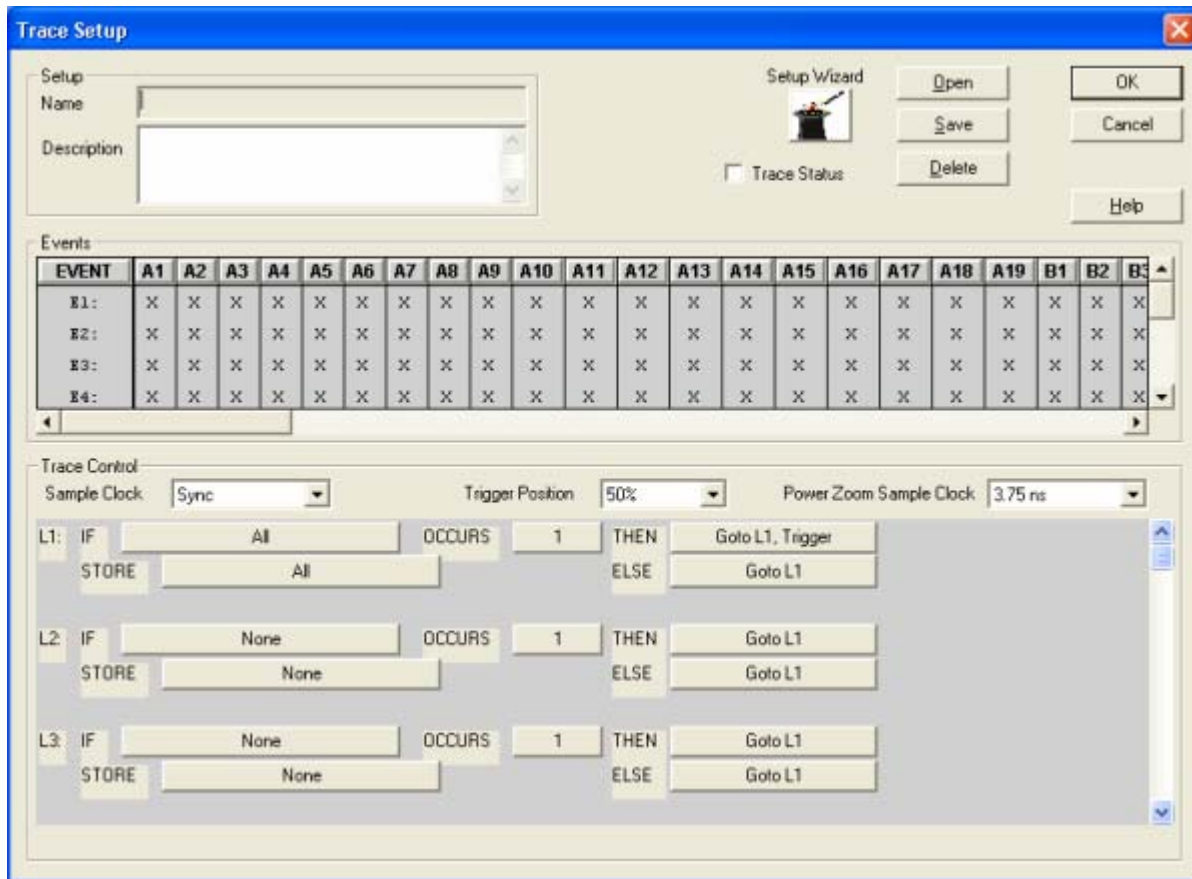 Trace Setup
Setup
Name
Description
Setup Wizard
Trace Status
Open
Save
Delete
OK
Cancel
Help
Events
EVENT A1 A2 A3 A4 A5 A6 A7 A8 A9 A10 A11 A12 A13 A14 A15 A16 A17 A18 A19 B1 B2 B3
E1: X X X X X X X X X X X X X X X X X X X X X X
E2: X X X X X X X X X X X X X X X X X X X X X X
E3: X X X X X X X X X X X X X X X X X X X X X X
E4: X X X X X X X X X X X X X X X X X X X X X X
Trace Control
Sample Clock Sync Trigger Position 50% Power Zoom Sample Clock 3.75 ns
L1: IF All OCCURS 1 THEN Goto L1, Trigger
STORE All ELSE Goto L1
L2: IF None OCCURS 1 THEN Goto L1
STORE None ELSE Goto L1
L3: IF None OCCURS 1 THEN Goto L1
STORE None ELSE Goto L1